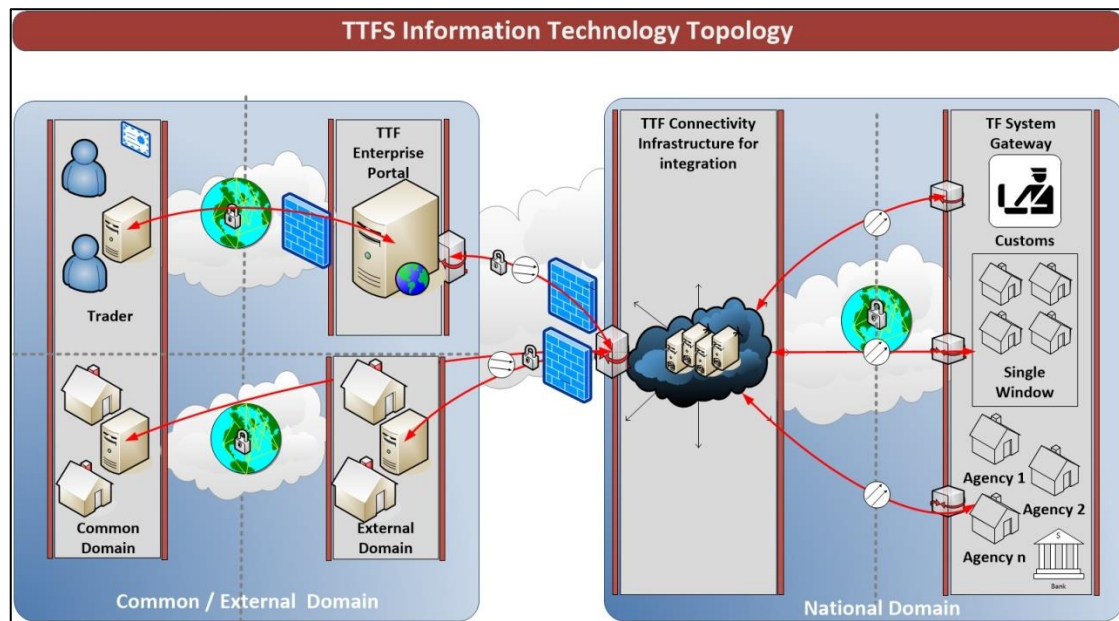 TTFS Information Technology Topology
TTF
Enterprise
Portal
Trader
Common
Domain
External
Domain
Common / External Domain
TTF Connectivity
Infrastructure for
integration
TF System
Gateway
Customs
Single
Window
Agency 1
Agency 2
Agency n
$
Bank
National Domain